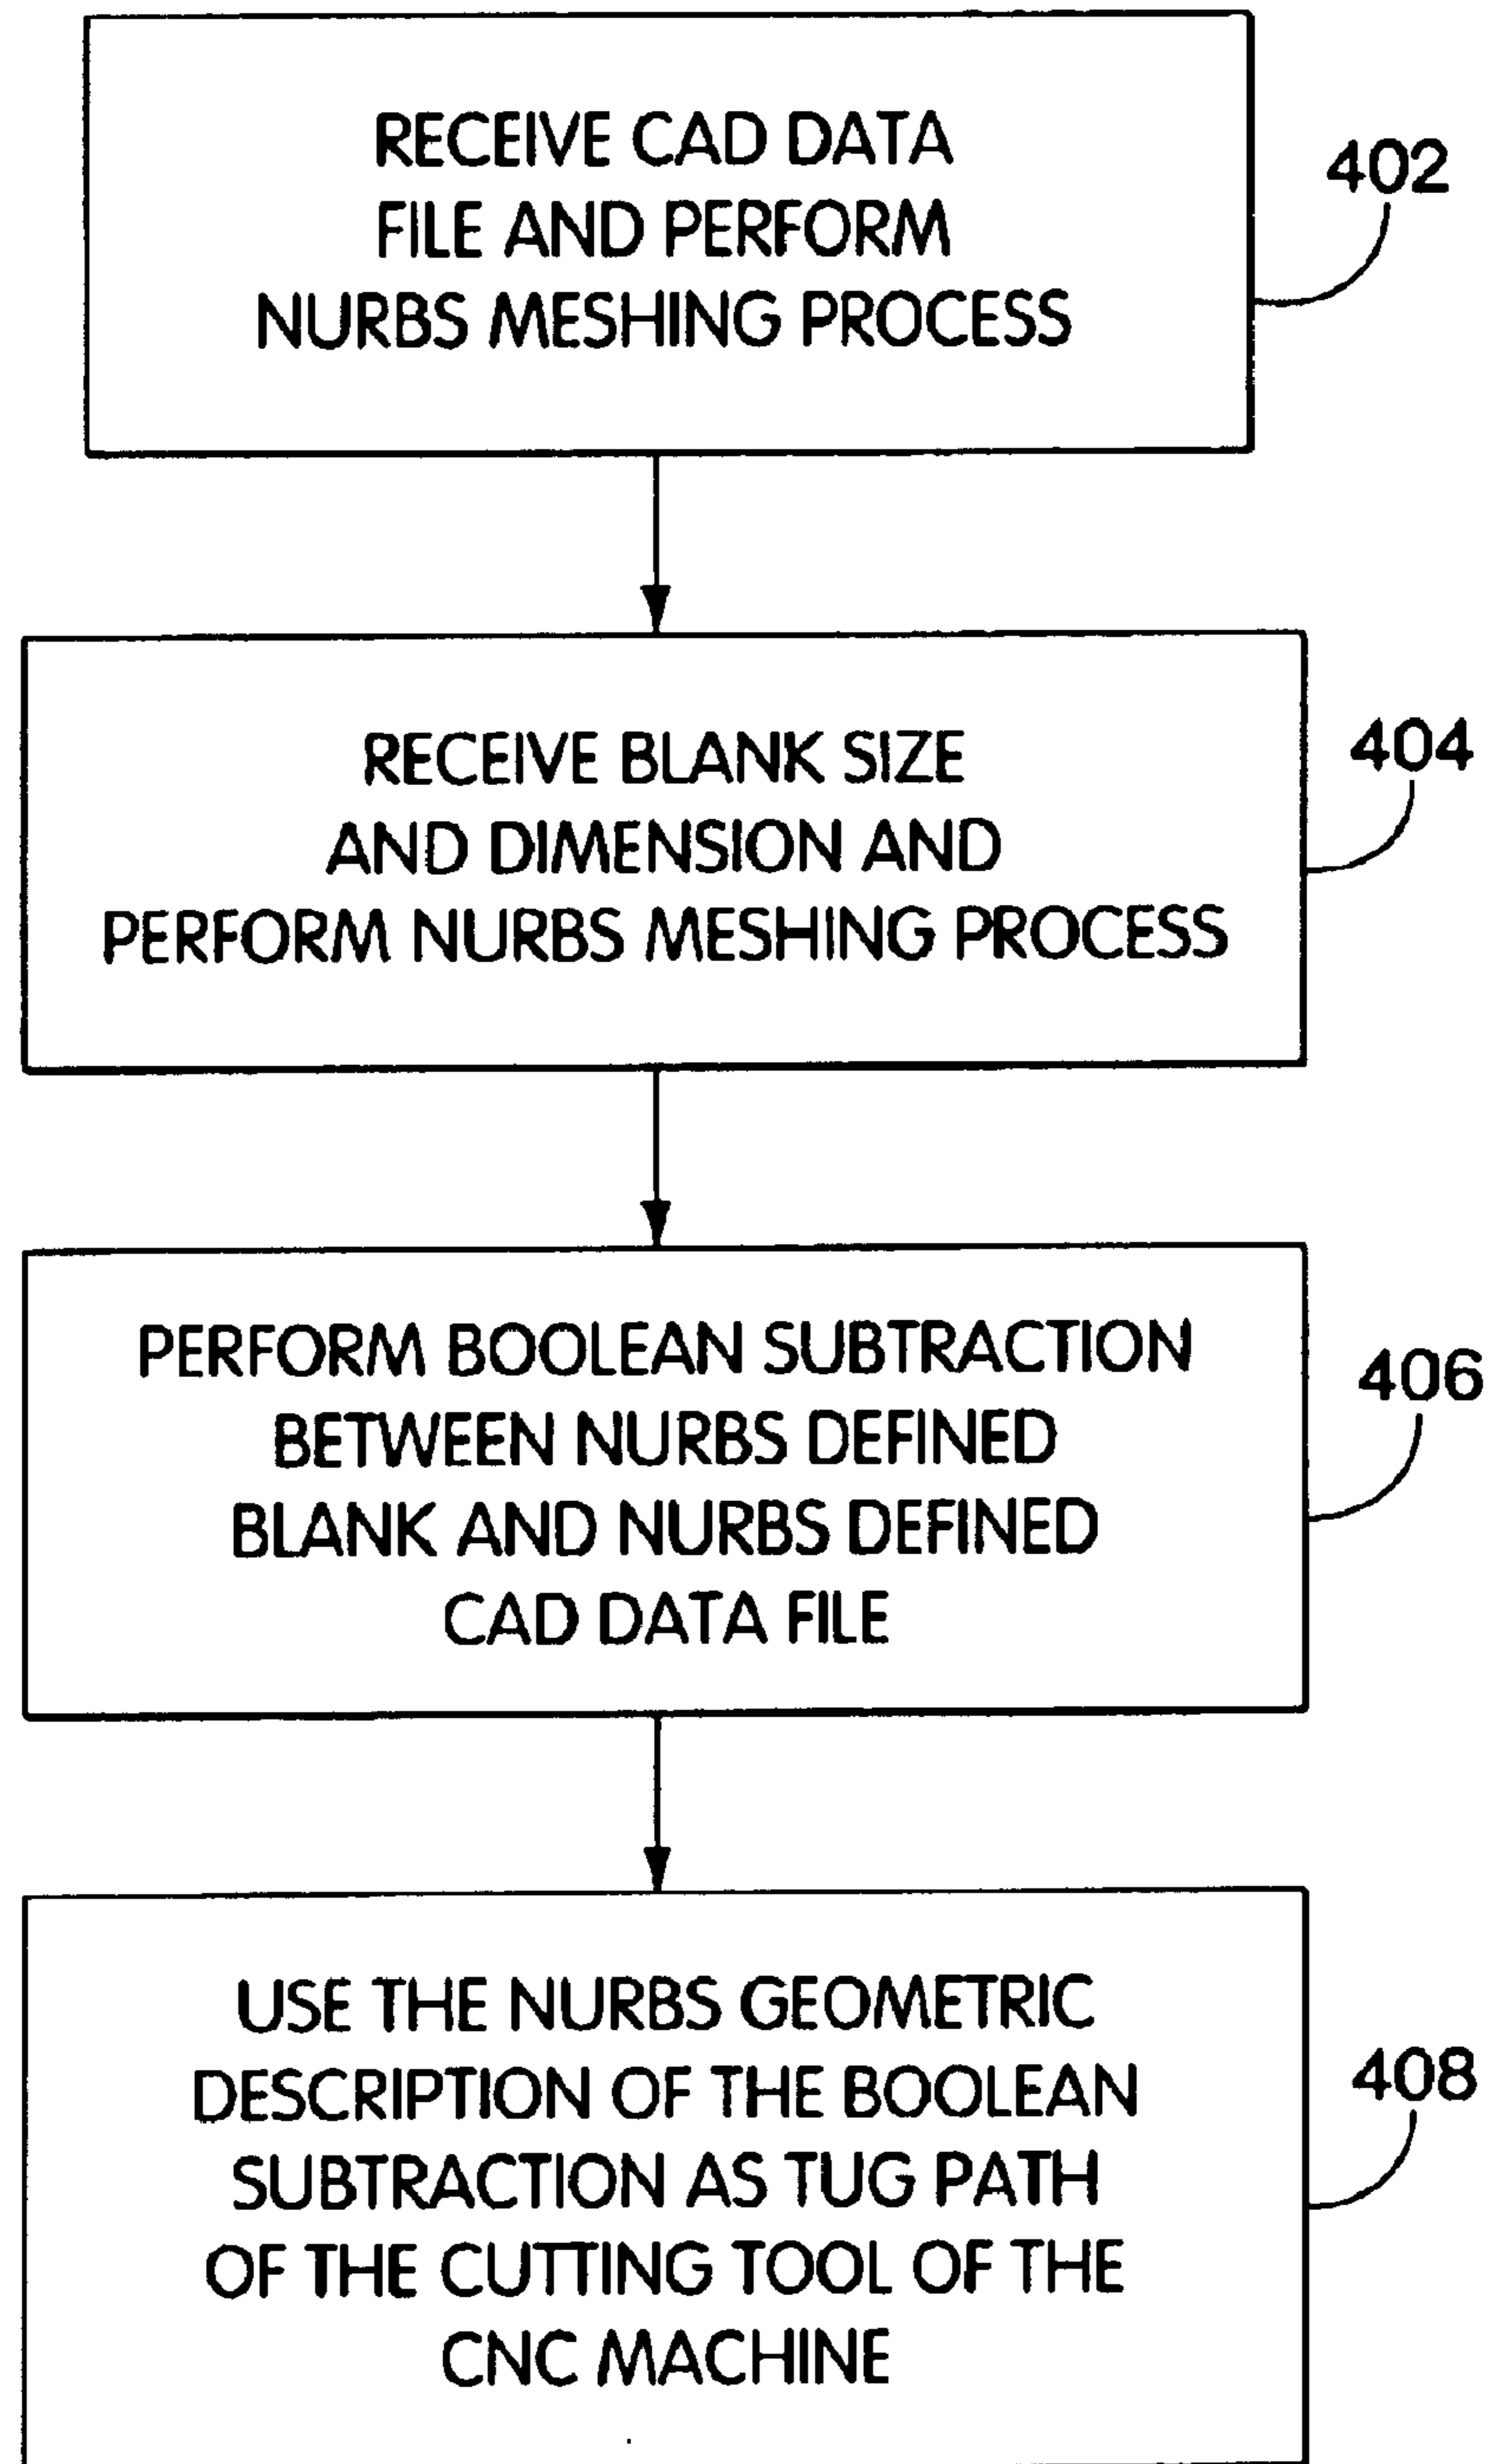 RECEIVE CAD DATA
FILE AND PERFORM
NURBS MESHING PROCESS
402
RECEIVE BLANK SIZE
AND DIMENSION AND
PERFORM NURBS MESHING PROCESS
404
PERFORM BOOLEAN SUBTRACTION
BETWEEN NURBS DEFINED
BLANK AND NURBS DEFINED
CAD DATA FILE
406
USE THE NURBS GEOMETRIC
DESCRIPTION OF THE BOOLEAN
SUBTRACTION AS TUG PATH
OF THE CUTTING TOOL OF THE
CNC MACHINE
408